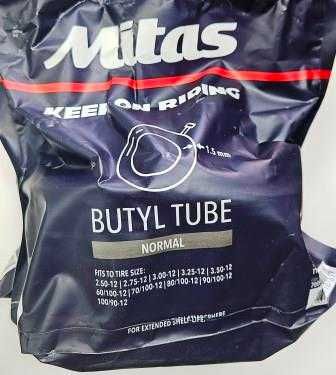 Mitas
KEEP ON RIDING
1.5 mm
BUTYL TUBE
NORMAL
FITS TO TIRE SIZE:
2.50-12 | 2.75-12 | 3.00-12 | 3.25-12 | 3.50-12
60/100-12 | 70/100-12 | 80/100-12 | 90/100-12
100/90-12
FOR EXTENDED SHELF LIFE,